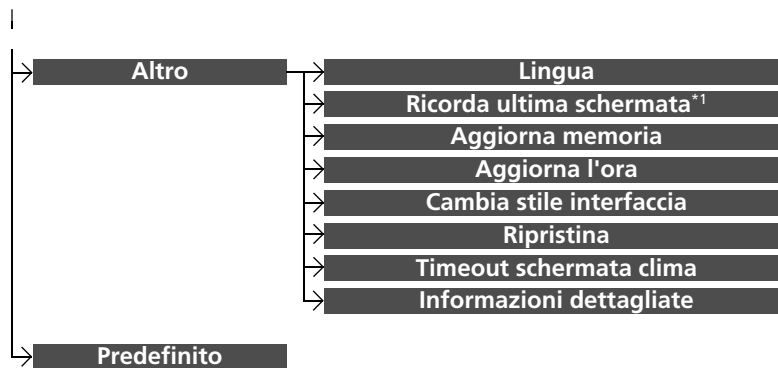 Altro
Lingua
Ricorda ultima schermata*1
Aggiorna memoria
Aggiorna l'ora
Cambia stile interfaccia
Ripristina
Timeout schermata clima
Informazioni dettagliate
Predefinito